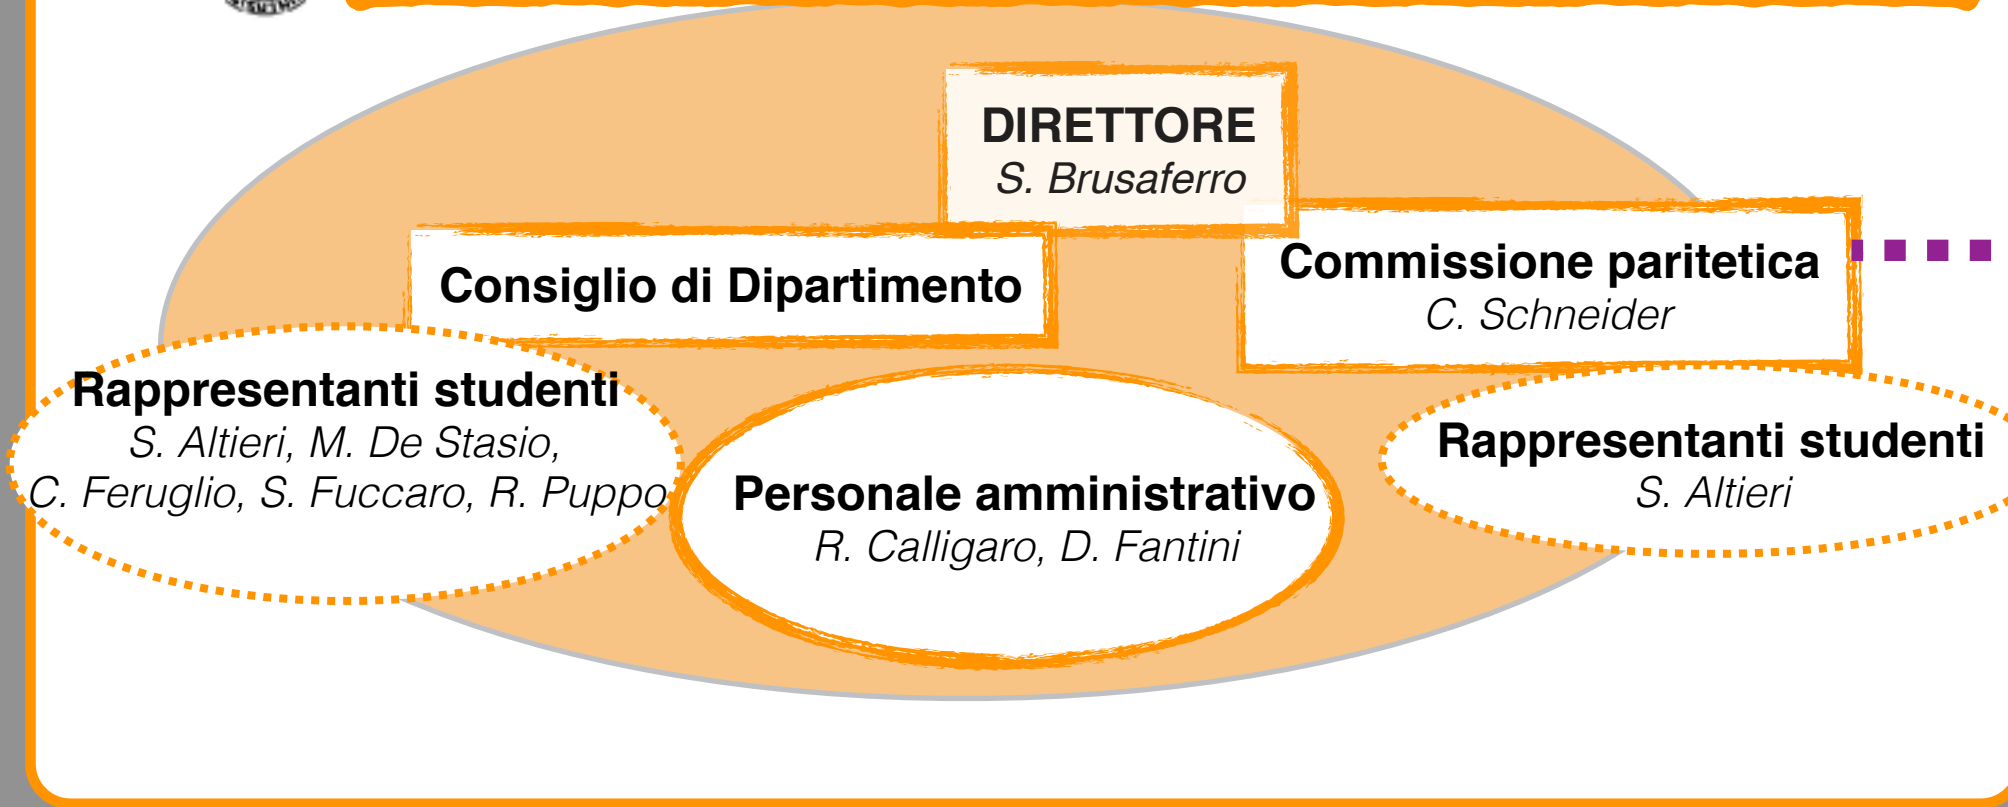 DIRETTORE
S. Brusaferro
Consiglio di Dipartimento
Commissione paritetica
C. Schneider
Rappresentanti studenti
S. Altieri, M. De Stasio,
C. Feruglio, S. Fuccaro, R. Puppo
Personale amministrativo
R. Calligaro, D. Fantini
Rappresentanti studenti
S. Altieri